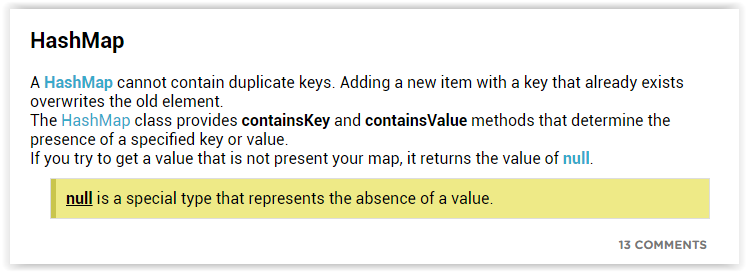 HashMap
A HashMap cannot contain duplicate keys. Adding a new item with a key that already exists
overwrites the old element.
The HashMap class provides containsKey and containsValue methods that determine the
presence of a specified key or value.
If you try to get a value that is not present your map, it returns the value of null.
null is a special type that represents the absence of a value.
13 COMMENTS